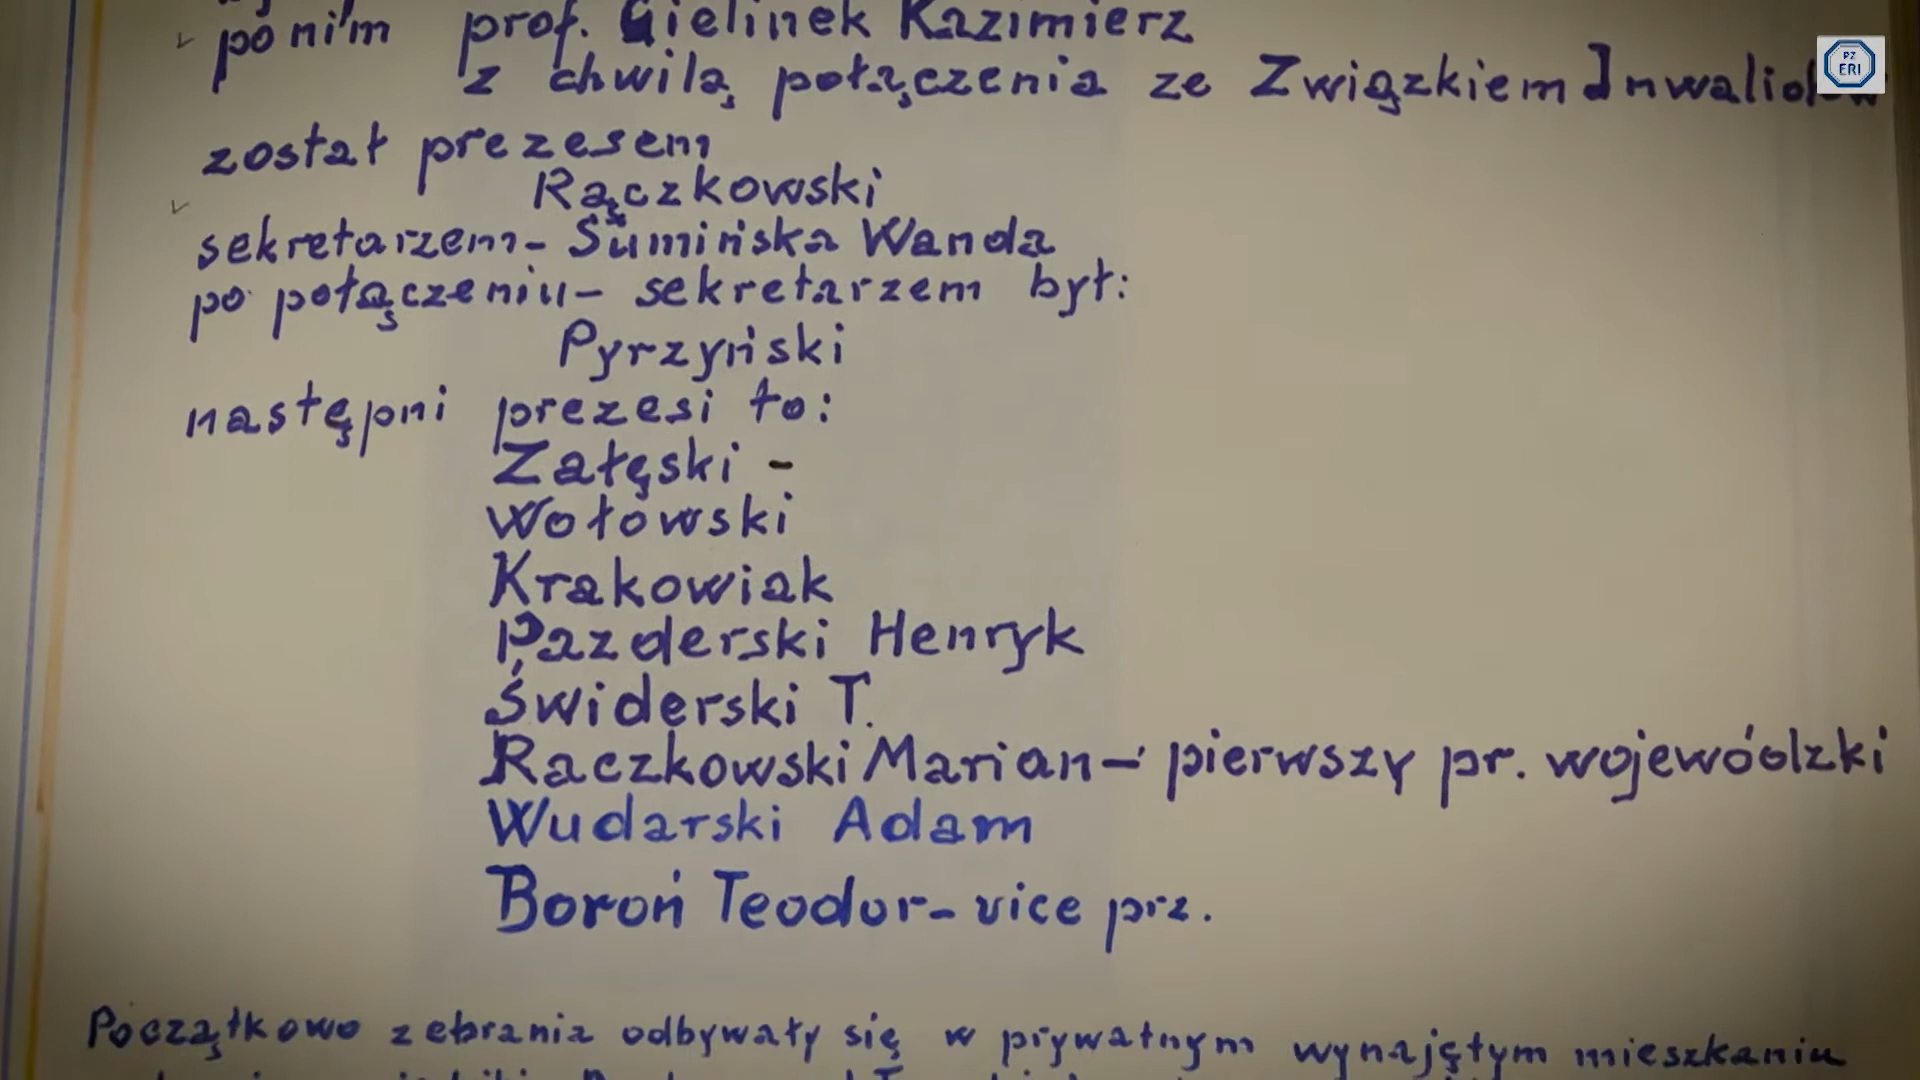 po nim prof. Gielinek Kazimierz
z chwilą połączenia ze Związkiem Inwalidów
został prezesem
Rączkowski
sekretarzem- Sumińska Wanda
po połączeniu- sekretarzem był:
Pyrzyński
następni prezesi to:
Załęski -
Wołowski
Krakowiak
Pazderski Henryk
Świderski T.
Raczkowski Marian - pierwszy pr. wojewódzki
Wudarski Adam
Boroń Teodor - vice prz.
Początkowo zebrania odbywały się w prywatnym wynajętym mieszkaniu
PZ
ERI